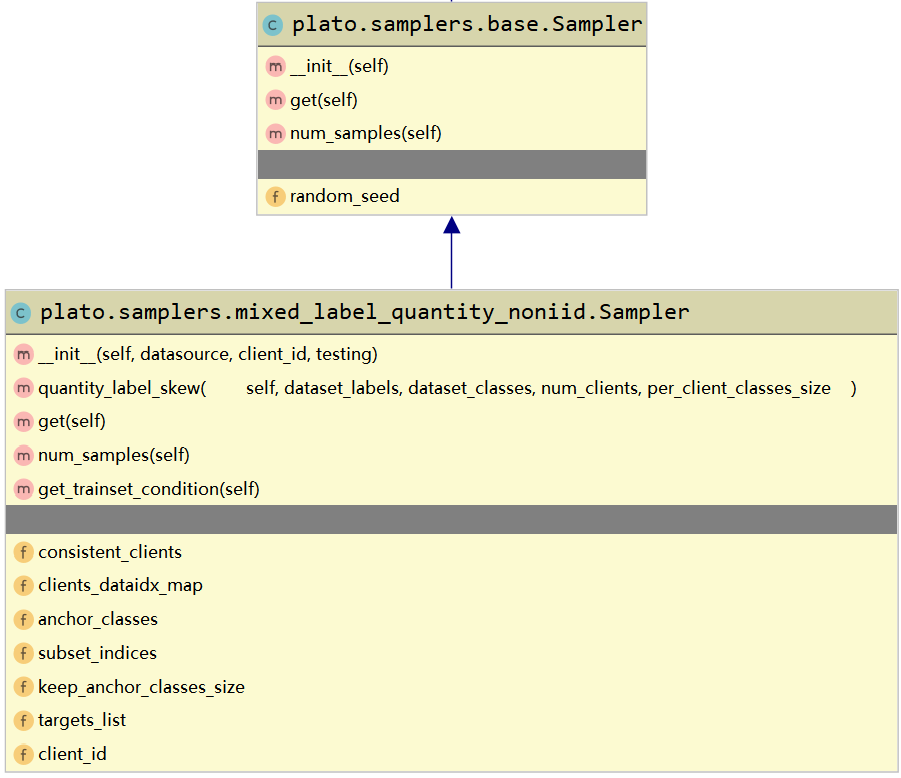 c plato.samplers.base.Sampler
m __init__(self)
m get(self)
m num_samples(self)
f random_seed
c plato.samplers.mixed_label_quantity_noniid.Sampler
m __init__(self, datasource, client_id, testing)
m quantity_label_skew( self, dataset_labels, dataset_classes, num_clients, per_client_classes_size )
m get(self)
m num_samples(self)
m get_trainset_condition(self)
f consistent_clients
f clients_dataidx_map
f anchor_classes
f subset_indices
f keep_anchor_classes_size
f targets_list
f client_id